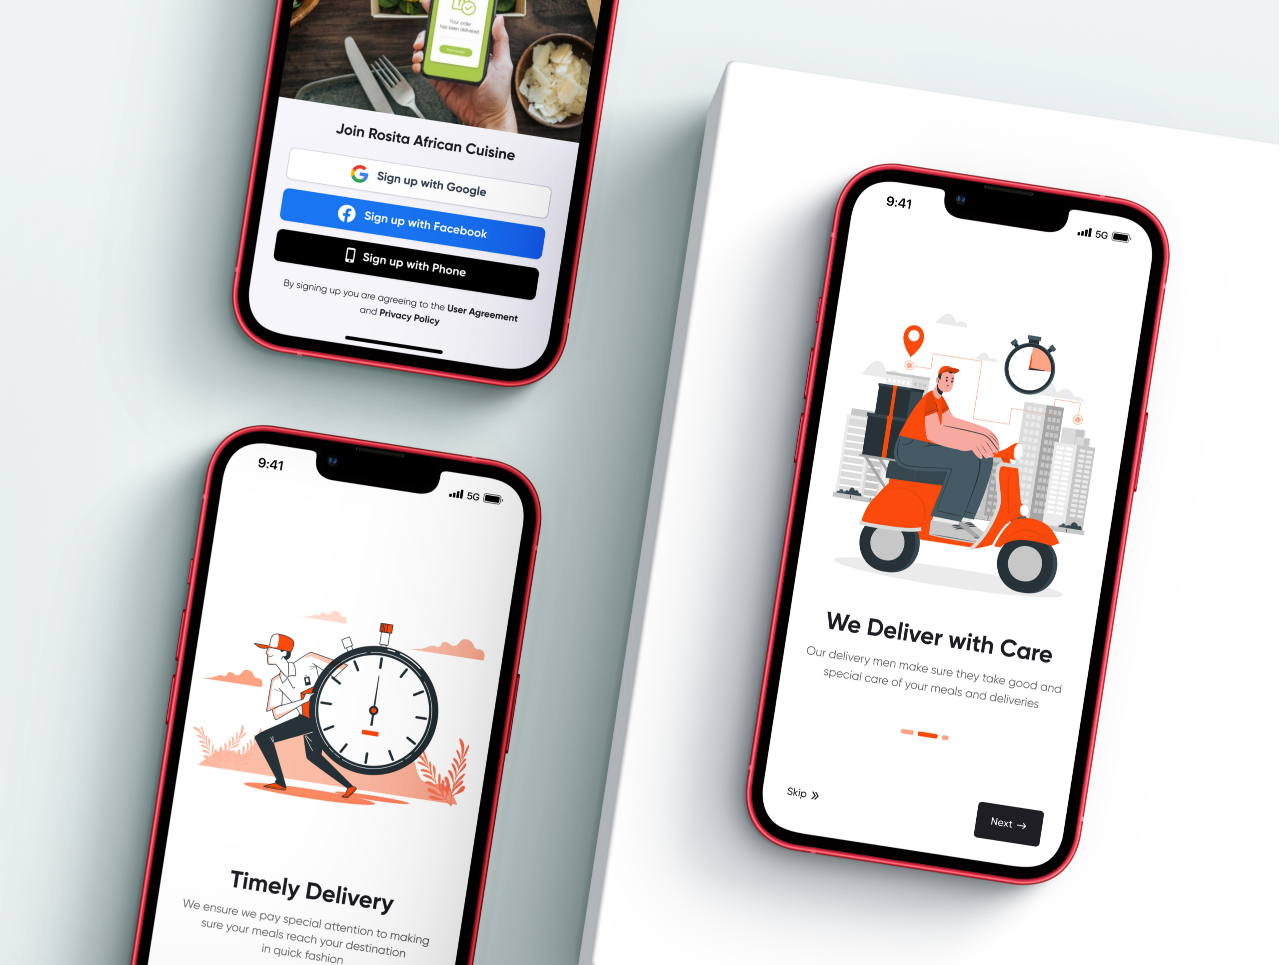 Your order
has been delivered
Join Rosita African Cuisine
Sign up with Google
Sign up with Facebook
Sign up with Phone
By signing up you are agreeing to the User Agreement
and Privacy Policy
9:41
5G
Timely Delivery
We ensure we pay special attention to making
sure your meals reach your destination
in quick fashion
9:41
5G
We Deliver with Care
Our delivery men make sure they take good and
special care of your meals and deliveries
Skip
Next